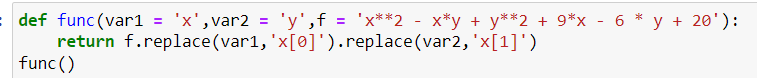 : def func(var1 = 'x',var2 = 'y',f = 'x**2 - x*y + y**2 + 9*x - 6 * y + 20'):
    return f.replace(var1,'x[0]').replace(var2,'x[1]')
func()